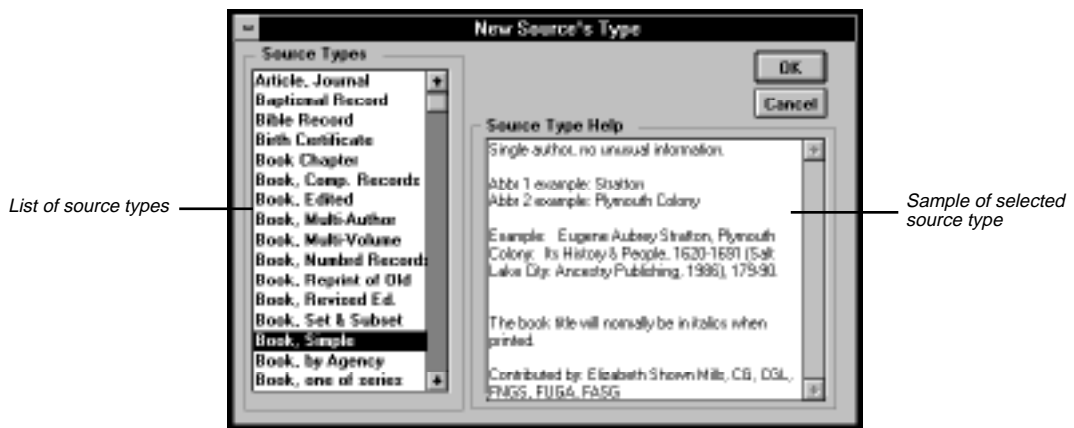 New Source's Type
Source Types
Article, Journal
Baptismal Record
Bible Record
Birth Certificate
Book Chapter
Book, Comp. Records
Book, Edited
Book, Multi-Author
Book, Multi-Volume
Book, Numbrd Records
Book, Reprint of Old
Book, Revised Ed.
Book, Set & Subset
Book, Simple
Book, by Agency
Book, one of series
OK
Cancel
Source Type Help
Single author, no unusual information.
Abbr 1 example: Stratton
Abbr 2 example: Plymouth Colony
Example: Eugene Aubrey Stratton, Plymouth
Colony: Its History & People, 1620-1691 (Salt
Lake City: Ancestry Publishing, 1986), 179-90.
The book title will normally be in italics when
printed.
Contributed by: Elizabeth Shown Mills, CG, CGL,
FNGS, FUGA, FASG
List of source types
Sample of selected
source type